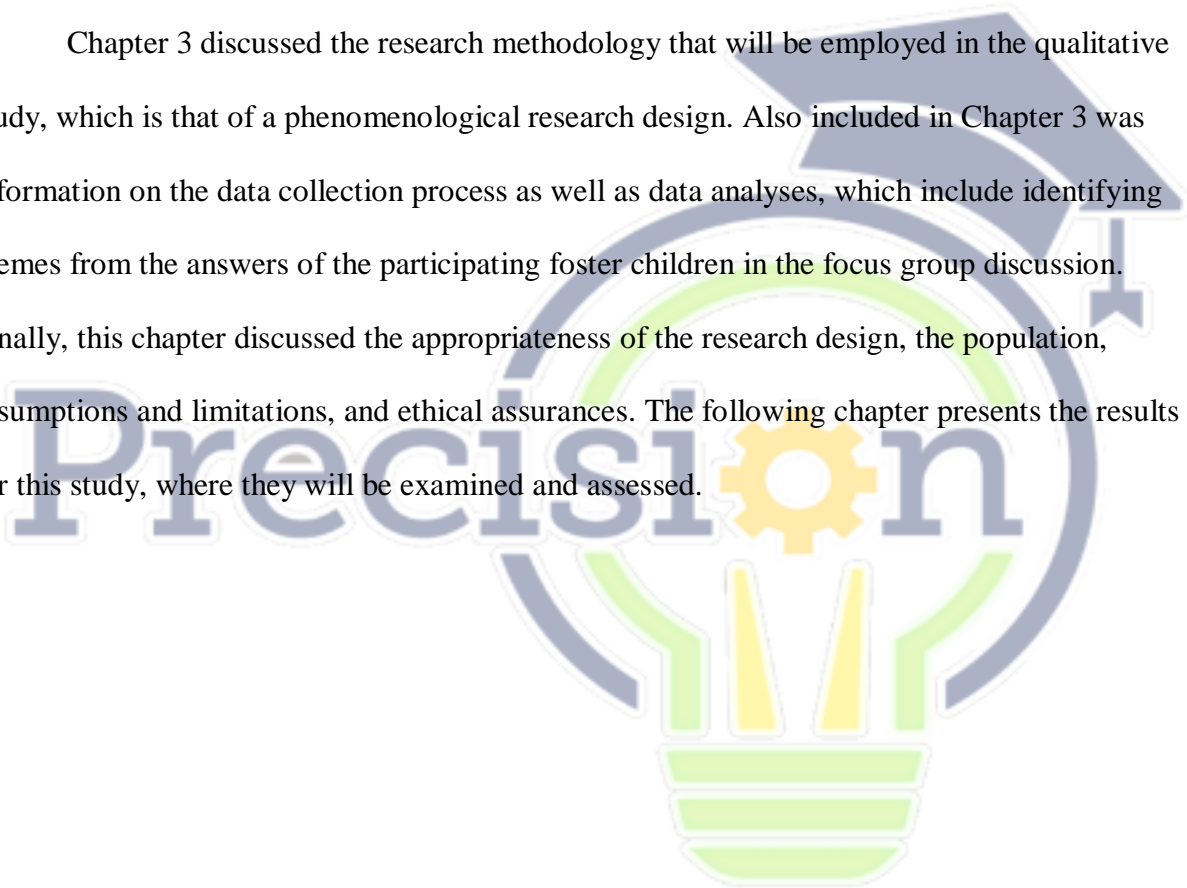 Chapter 3 discussed the research methodology that will be employed in the qualitative
udy, which is that of a phenomenological research design. Also included in Chapter 3 was
formation on the data collection process as well as data analyses, which include identifying
emes from the answers of the participating foster children in the focus group discussion.
nally, this chapter discussed the appropriateness of the research design, the population,
sumptions and limitations, and ethical assurances. The following chapter presents the results
r this study, where they will be examined and assessed.
Precision